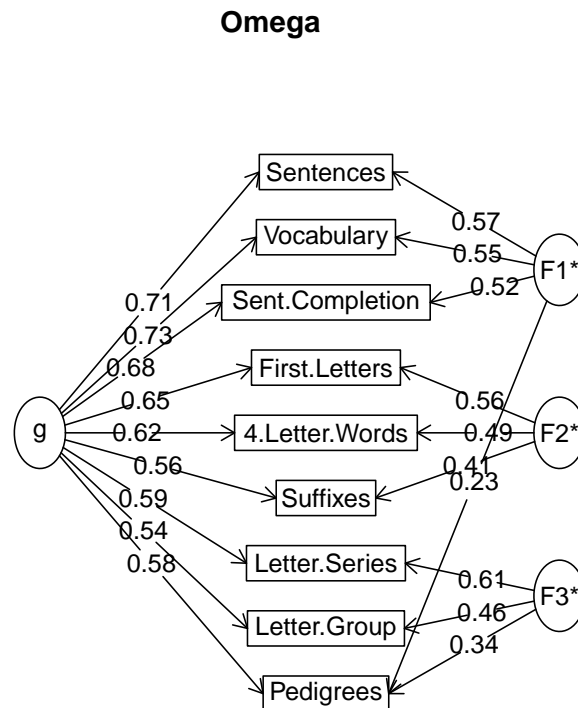 Omega
Sentences
0.57
Vocabulary
0.55
F1*
0.71
Sent.Completion
0.52
0.73
0.68
First.Letters
0.65
0.56
g
0.62
4.Letter.Words
0.49
F2*
0.56
0.41
Suffixes
0.23
0.59
0.54
Letter.Series
0.61
0.58
F3*
Letter.Group
0.46
0.34
Pedigrees